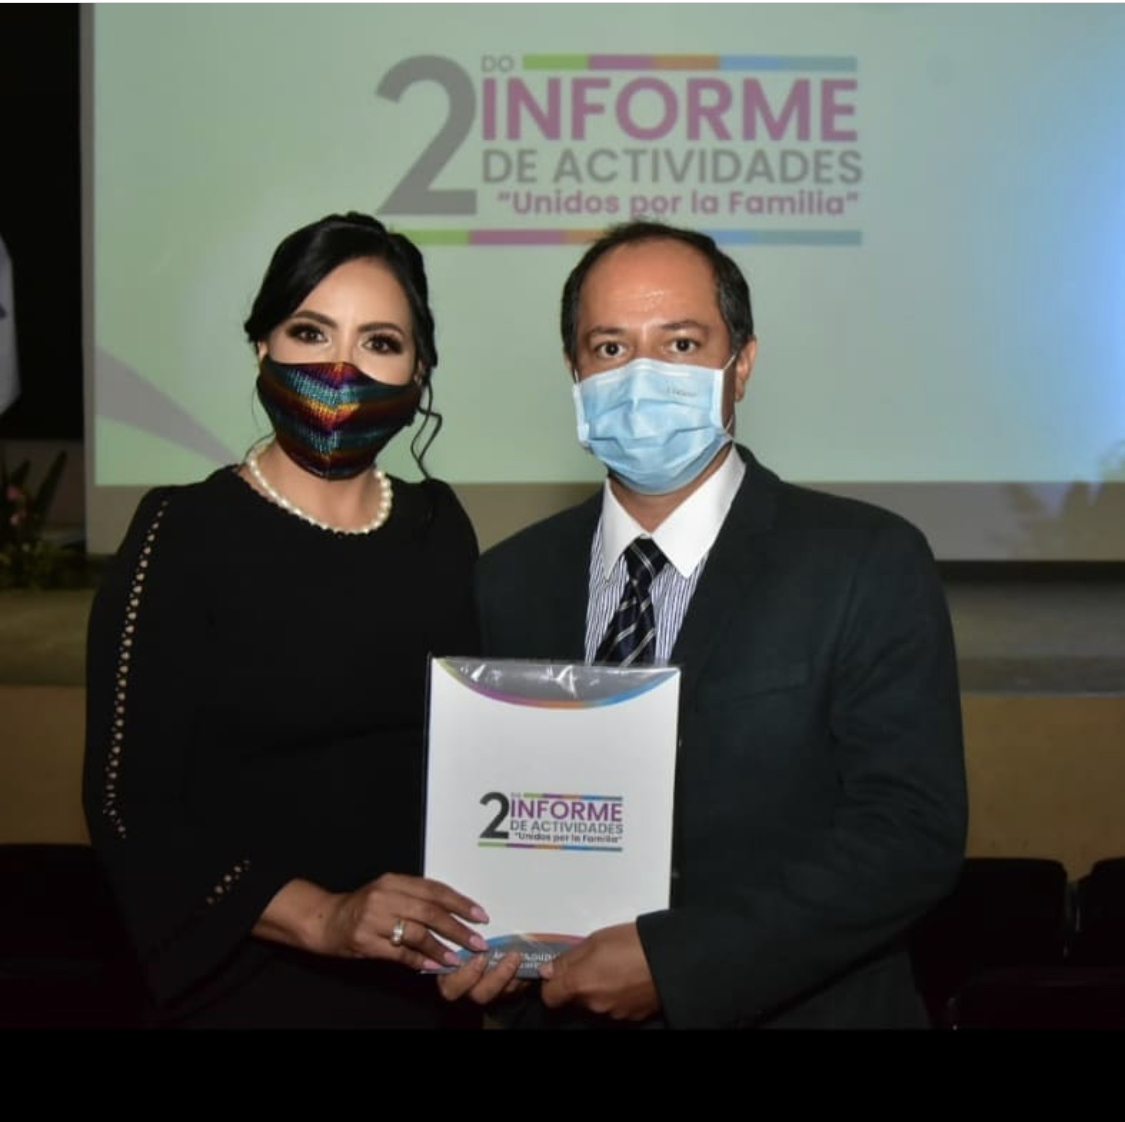 2DO INFORME
DE ACTIVIDADES
"Unidos por la Familia"
2DO INFORME
DE ACTIVIDADES
"Unidos por la Familia"